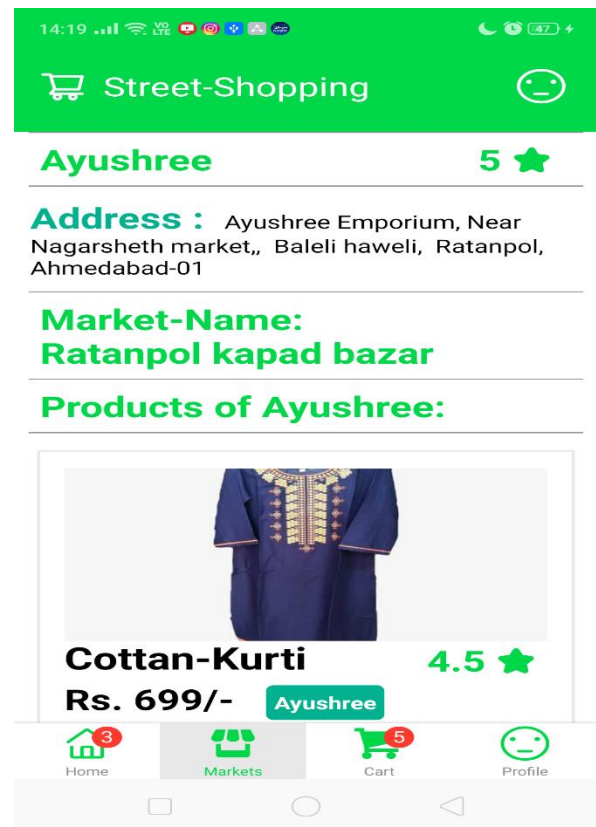 14:19 VO LTE 47
Street-Shopping
Ayushree 5
Address : Ayushree Emporium, Near
Nagarsheth market,, Baleli haweli, Ratanpol,
Ahmedabad-01
Market-Name:
Ratanpol kapad bazar
Products of Ayushree:
Cottan-Kurti 4.5
Rs. 699/- Ayushree
3 5
Home Markets Cart Profile